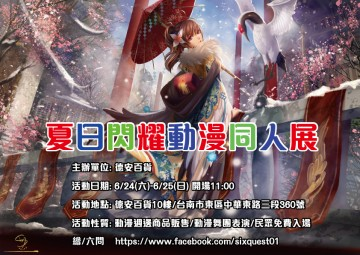 夏日閃耀動漫同人展
主辦單位: 德安百貨
活動日期: 6/24(六)-6/25(日) 開場11:00
活動地點: 德安百貨10樓/台南市東區中華東路三段360號
活動性質: 動漫週邊商品販售/動漫舞團表演/民眾免費入場
繪/六問 https://www.facebook.com/sixquest01